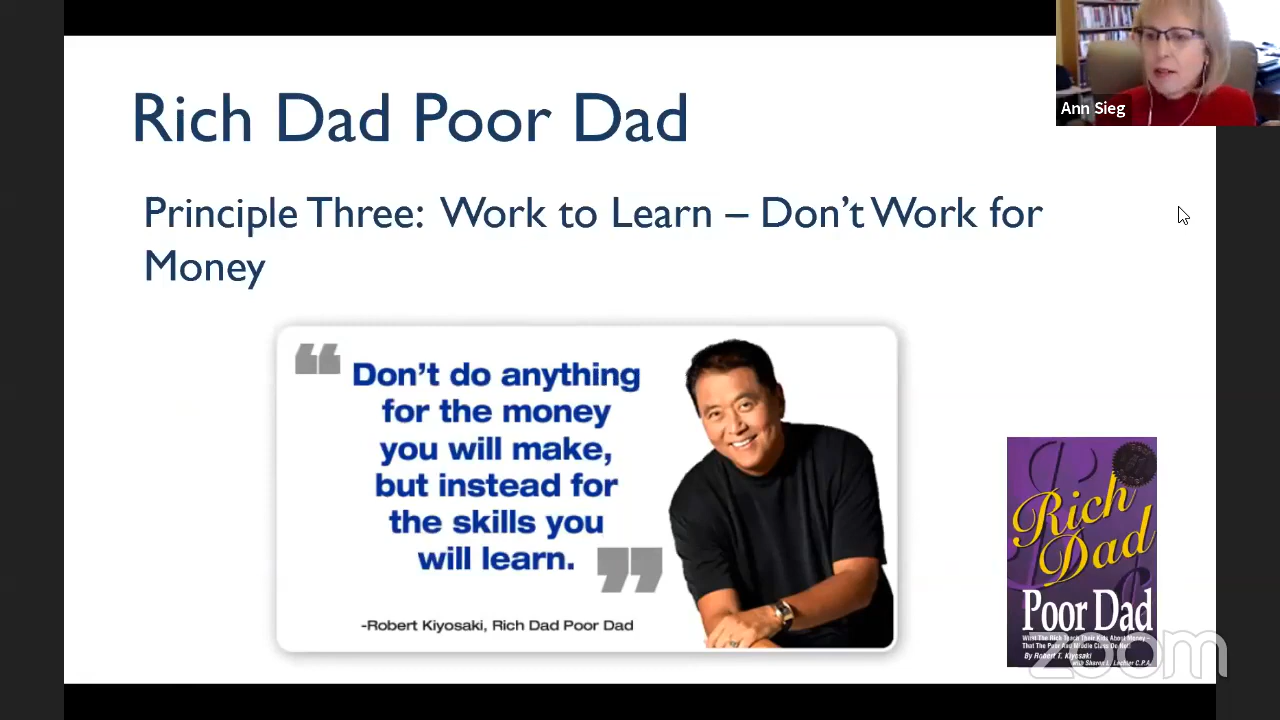 Ann Sieg
Rich Dad Poor Dad
Principle Three: Work to Learn – Don't Work for
Money
“
Don't do anything
for the money
you will make,
but instead for
the skills you
will learn.
”
-Robert Kiyosaki, Rich Dad Poor Dad
Rich
Dad
Poor Dad
What The Rich Teach Their Kids About Money–
That The Poor And Middle Class Do Not!
By Robert T. Kiyosaki
with Sharon L. Lechter C.P.A.
zoom